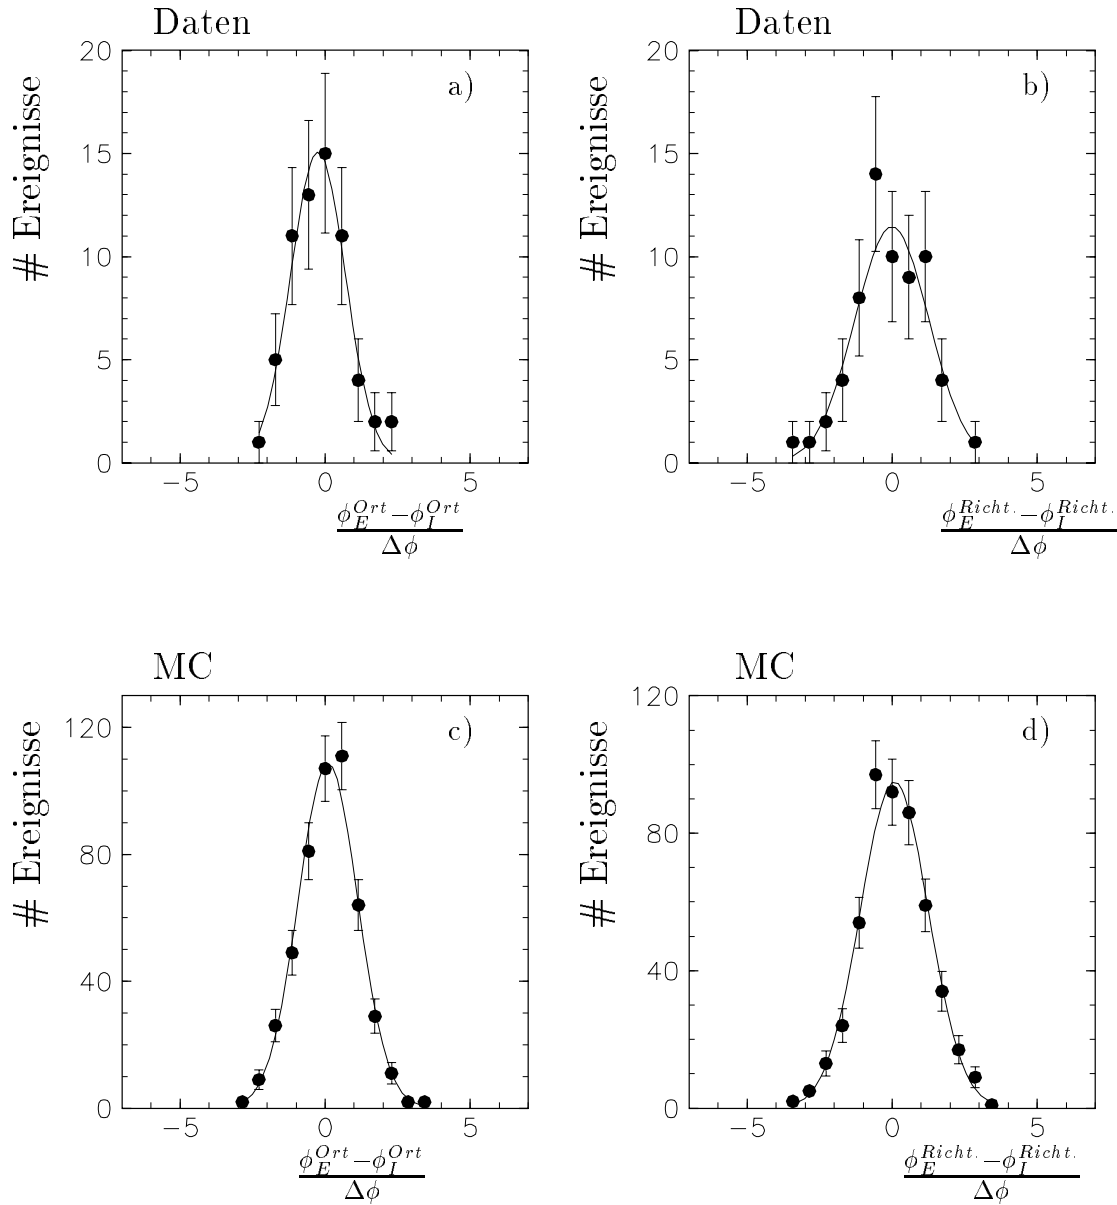 Daten
a)
# Ereignisse
20
15
10
5
0
−5 0 5
ϕ_E^Ort − ϕ_I^Ort
Δϕ
Daten
b)
# Ereignisse
20
15
10
5
0
−5 0 5
ϕ_E^Richt. − ϕ_I^Richt.
Δϕ
MC
c)
# Ereignisse
120
80
40
0
−5 0 5
ϕ_E^Ort − ϕ_I^Ort
Δϕ
MC
d)
# Ereignisse
120
80
40
0
−5 0 5
ϕ_E^Richt. − ϕ_I^Richt.
Δϕ